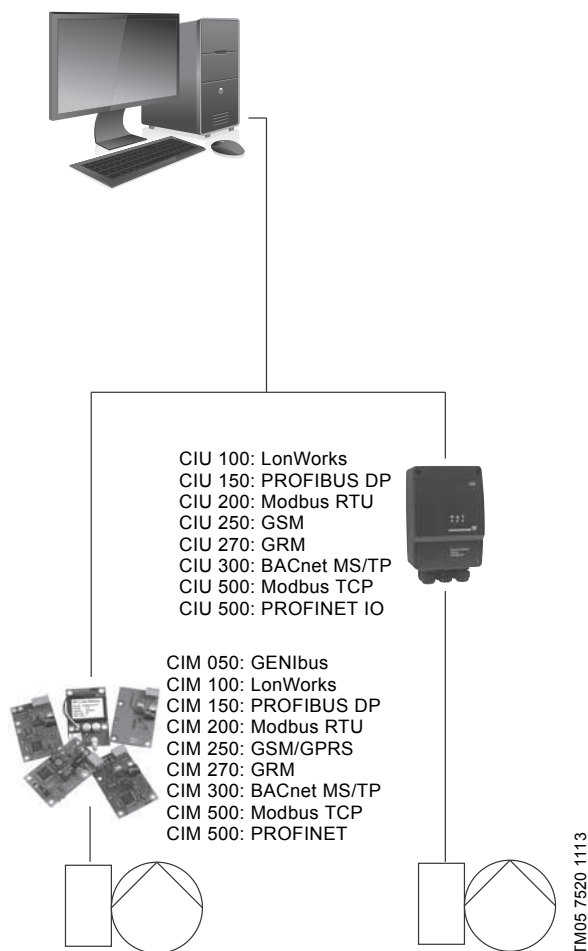 CIU 100: LonWorks
CIU 150: PROFIBUS DP
CIU 200: Modbus RTU
CIU 250: GSM
CIU 270: GRM
CIU 300: BACnet MS/TP
CIU 500: Modbus TCP
CIU 500: PROFINET IO
CIM 050: GENIbus
CIM 100: LonWorks
CIM 150: PROFIBUS DP
CIM 200: Modbus RTU
CIM 250: GSM/GPRS
CIM 270: GRM
CIM 300: BACnet MS/TP
CIM 500: Modbus TCP
CIM 500: PROFINET
TM05 7520 1113